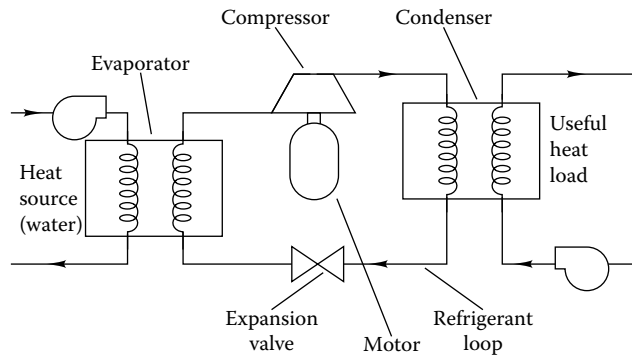 Compressor
Condenser
Evaporator
Heat
source
(water)
Useful
heat
load
Expansion
valve
Motor
Refrigerant
loop